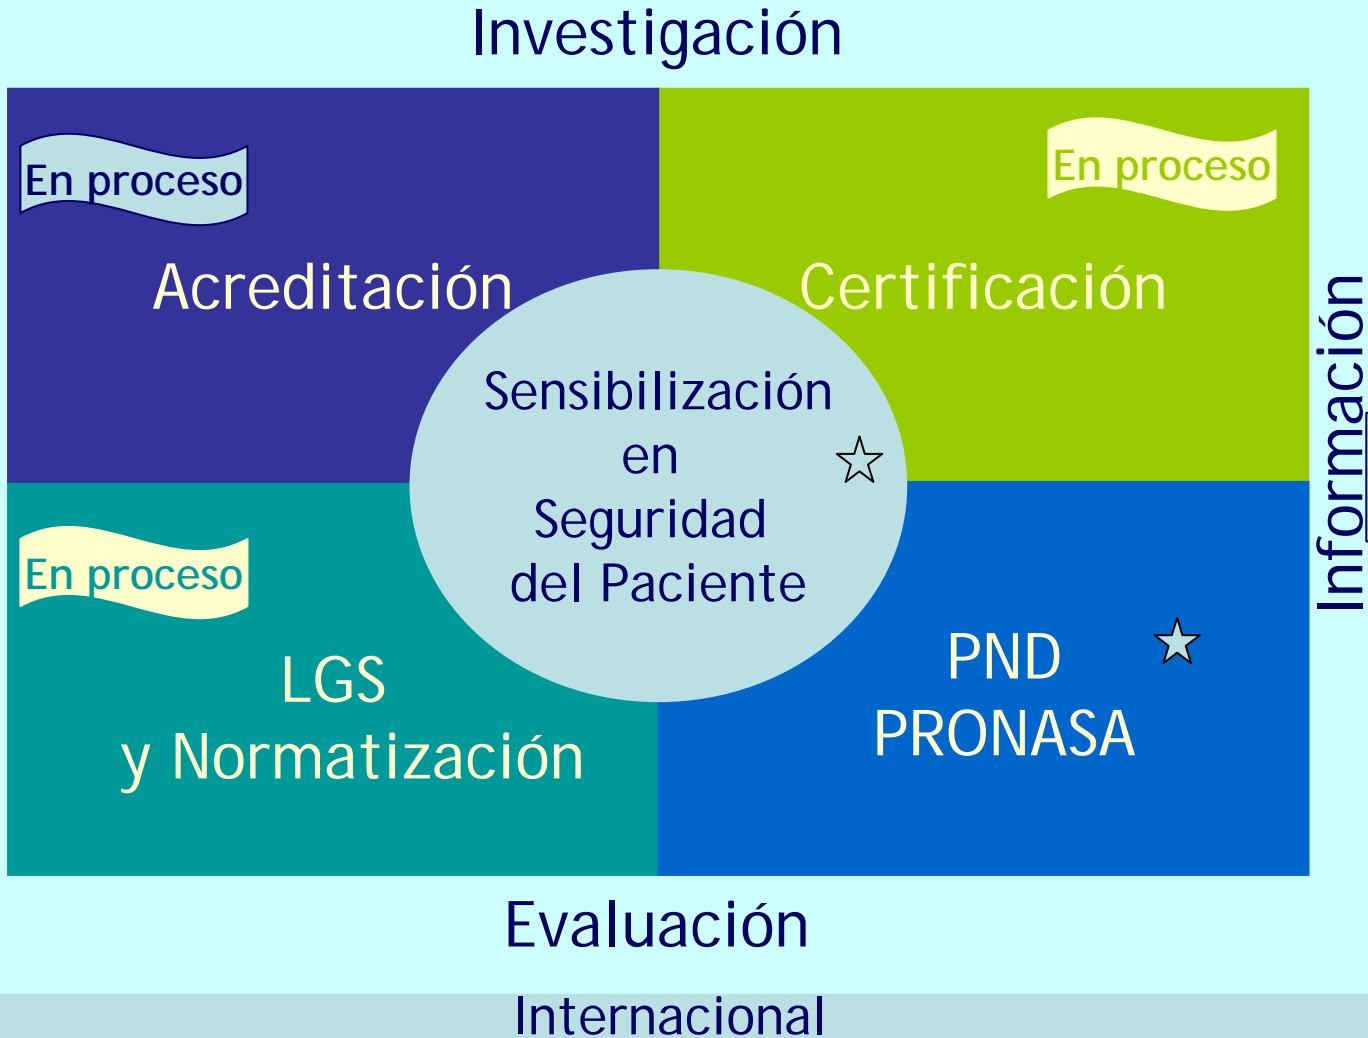 Investigación
En proceso
En proceso
Acreditación
Certificación
Sensibilización
en
Seguridad
del Paciente
Información
En proceso
LGS
y Normatización
PND
PRONASA
Evaluación
Internacional